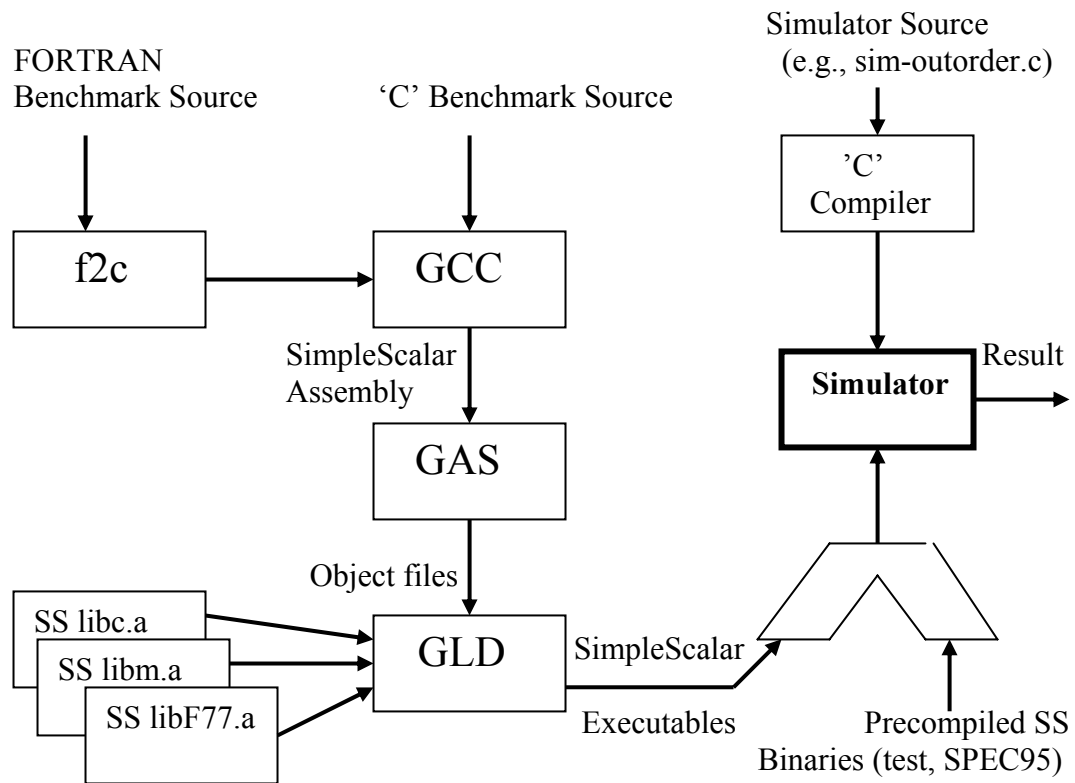 Simulator Source
(e.g., sim-outorder.c)
FORTRAN
Benchmark Source
‘C’ Benchmark Source
’C’
Compiler
f2c
GCC
SimpleScalar
Assembly
Simulator
Result
GAS
Object files
SS libc.a
SS libm.a
SS libF77.a
GLD
SimpleScalar
Executables
Precompiled SS
Binaries (test, SPEC95)